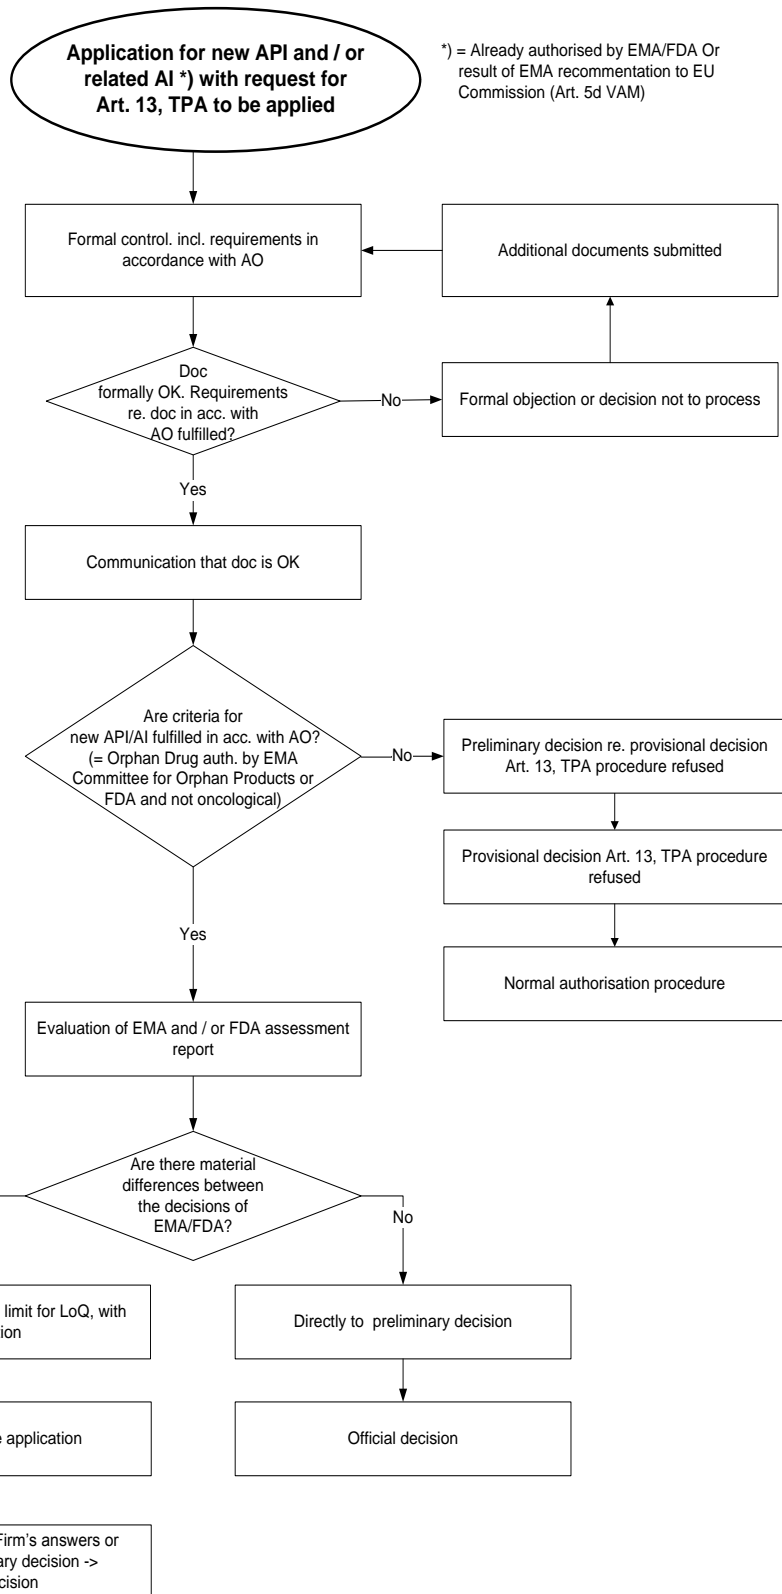 Application for new API and / or
related AI *) with request for
Art. 13, TPA to be applied
*) = Already authorised by EMA/FDA Or
result of EMA recommentation to EU
Commission (Art. 5d VAM)
Formal control. incl. requirements in
accordance with AO
Additional documents submitted
Doc
formally OK. Requirements
re. doc in acc. with
AO fulfilled?
No
Formal objection or decision not to process
Yes
Communication that doc is OK
Are criteria for
new API/AI fulfilled in acc. with AO?
(= Orphan Drug auth. by EMA
Committee for Orphan Products or
FDA and not oncological)
No
Preliminary decision re. provisional decision
Art. 13, TPA procedure refused
Provisional decision Art. 13, TPA procedure
refused
Normal authorisation procedure
Yes
Evaluation of EMA and / or FDA assessment
report
Are there material
differences between
the decisions of
EMA/FDA?
No
limit for LoQ, with
Directly to preliminary decision
application
Official decision
Firm's answers or
decision ->